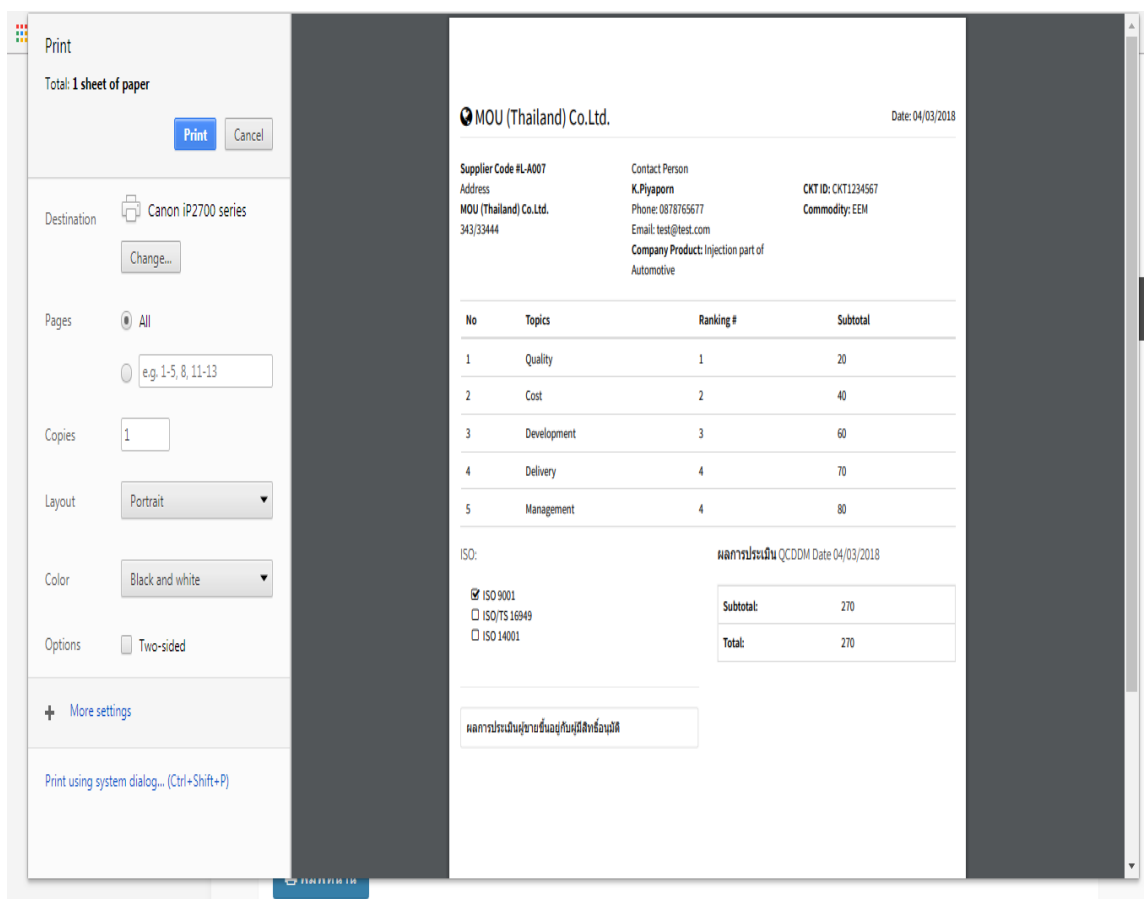 Print
Total: 1 sheet of paper
Print Cancel
Destination Canon iP2700 series
Change...
Pages All
e.g. 1-5, 8, 11-13
Copies 1
Layout Portrait
Color Black and white
Options Two-sided
More settings
Print using system dialog... (Ctrl+Shift+P)
MOU (Thailand) Co.Ltd. Date: 04/03/2018
Supplier Code #L-A007
Address
MOU (Thailand) Co.Ltd.
343/33444
Contact Person
K.Piyaporn
Phone: 0878765677
Email: test@test.com
Company Product: Injection part of
Automotive
CKT ID: CKT1234567
Commodity: EEM
No Topics Ranking # Subtotal
1 Quality 1 20
2 Cost 2 40
3 Development 3 60
4 Delivery 4 70
5 Management 4 80
ISO:
ISO 9001
ISO/TS 16949
ISO 14001
ผลการประเมิน QCDDM Date 04/03/2018
Subtotal: 270
Total: 270
ผลการประเมินผู้ขายขึ้นอยู่กับผู้มีสิทธิ์อนุมัติ